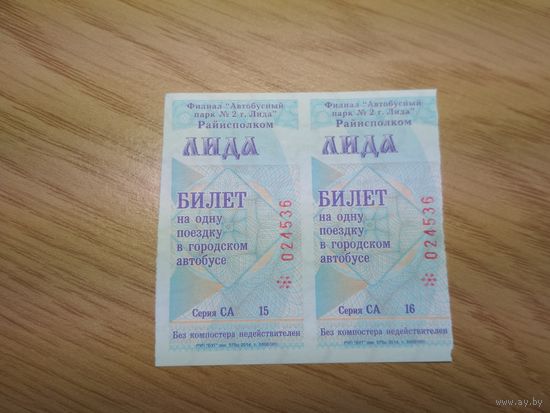 Филиал "Автобусный
парк № 2 г. Лида"
Райисполком
ЛИДА
БИЛЕТ
на одну
поездку
в городском
автобусе
024536
Серия СА 15
Без компостера недействителен
Филиал "Автобусный
парк № 2 г. Лида"
Райисполком
ЛИДА
БИЛЕТ
на одну
поездку
в городском
автобусе
024536
Серия СА 16
Без компостера недействителен
www.ay.by